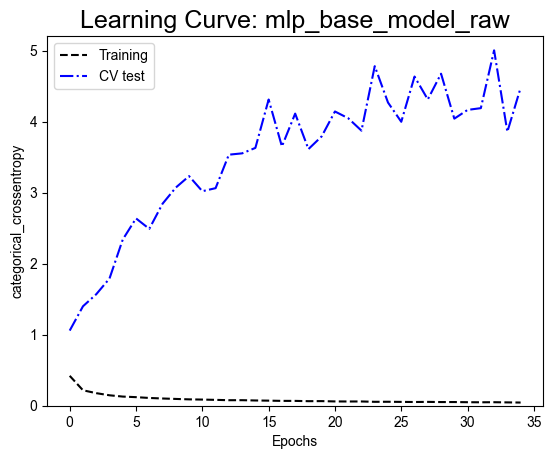 Learning Curve: mlp_base_model_raw
Training
CV test
categorical_crossentropy
5
4
3
2
1
0
0 5 10 15 20 25 30 35
Epochs